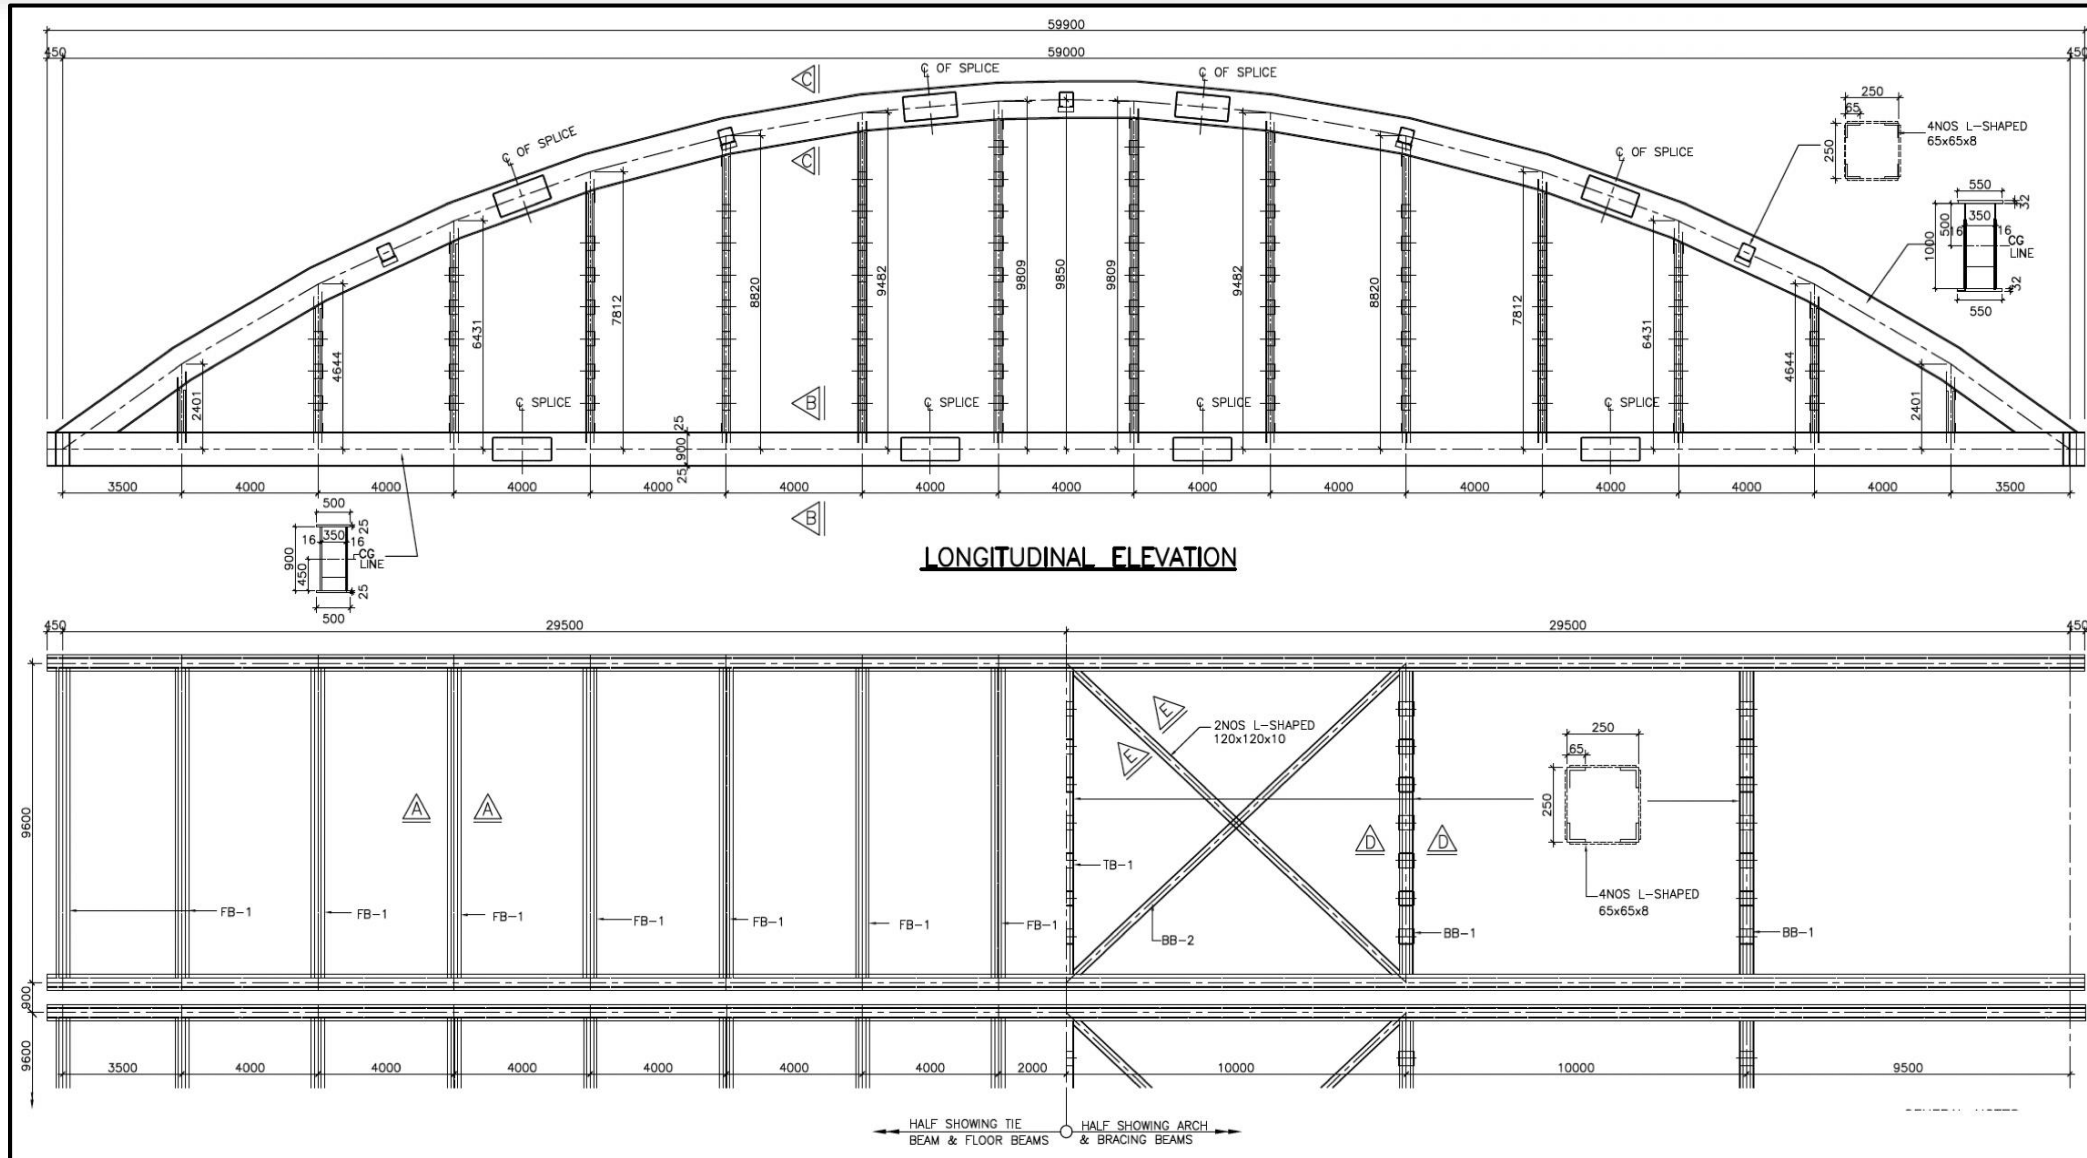 59900
450
59000
450
C
℄ OF SPLICE
℄ OF SPLICE
250
65
4NOS L-SHAPED
65x65x8
250
℄ OF SPLICE
C
℄ OF SPLICE
550
32
500
350
16
16
1000
CG
LINE
32
550
2401
4644
6431
7812
8820
9482
9809
9850
9809
9482
8820
7812
6431
4644
2401
℄ SPLICE
25
900
25
B
℄ SPLICE
℄ SPLICE
℄ SPLICE
3500
4000
4000
4000
4000
4000
4000
4000
4000
4000
4000
4000
4000
4000
3500
B
500
25
16
350
16
900
450
CG
LINE
25
500
LONGITUDINAL ELEVATION
450
29500
29500
450
9600
E
E
2NOS L-SHAPED
120x120x10
250
65
250
A
A
D
D
TB-1
4NOS L-SHAPED
65x65x8
FB-1
FB-1
FB-1
FB-1
FB-1
FB-1
FB-1
BB-2
BB-1
BB-1
900
9600
3500
4000
4000
4000
4000
4000
4000
2000
10000
10000
9500
HALF SHOWING TIE
BEAM & FLOOR BEAMS
HALF SHOWING ARCH
& BRACING BEAMS